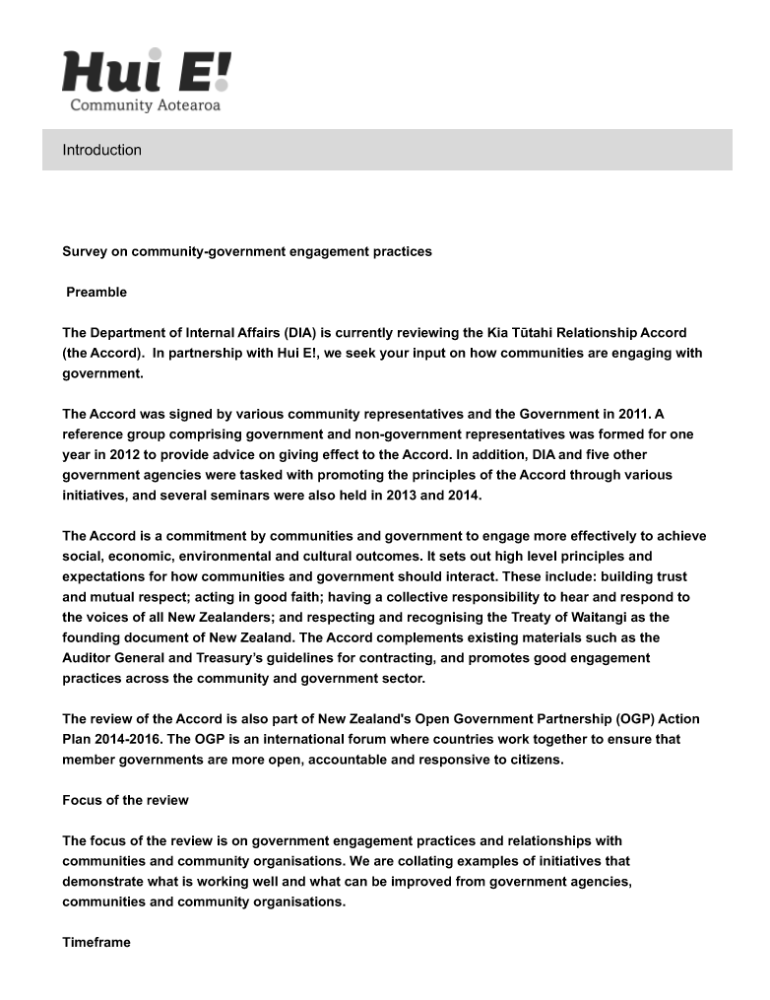 Hui E!
Community Aotearoa
Introduction
Survey on community-government engagement practices
Preamble
The Department of Internal Affairs (DIA) is currently reviewing the Kia Tūtahi Relationship Accord
(the Accord).  In partnership with Hui E!, we seek your input on how communities are engaging with
government.
The Accord was signed by various community representatives and the Government in 2011. A
reference group comprising government and non-government representatives was formed for one
year in 2012 to provide advice on giving effect to the Accord. In addition, DIA and five other
government agencies were tasked with promoting the principles of the Accord through various
initiatives, and several seminars were also held in 2013 and 2014.
The Accord is a commitment by communities and government to engage more effectively to achieve
social, economic, environmental and cultural outcomes. It sets out high level principles and
expectations for how communities and government should interact. These include: building trust
and mutual respect; acting in good faith; having a collective responsibility to hear and respond to
the voices of all New Zealanders; and respecting and recognising the Treaty of Waitangi as the
founding document of New Zealand. The Accord complements existing materials such as the
Auditor General and Treasury’s guidelines for contracting, and promotes good engagement
practices across the community and government sector.
The review of the Accord is also part of New Zealand's Open Government Partnership (OGP) Action
Plan 2014-2016. The OGP is an international forum where countries work together to ensure that
member governments are more open, accountable and responsive to citizens.
Focus of the review
The focus of the review is on government engagement practices and relationships with
communities and community organisations. We are collating examples of initiatives that
demonstrate what is working well and what can be improved from government agencies,
communities and community organisations.
Timeframe